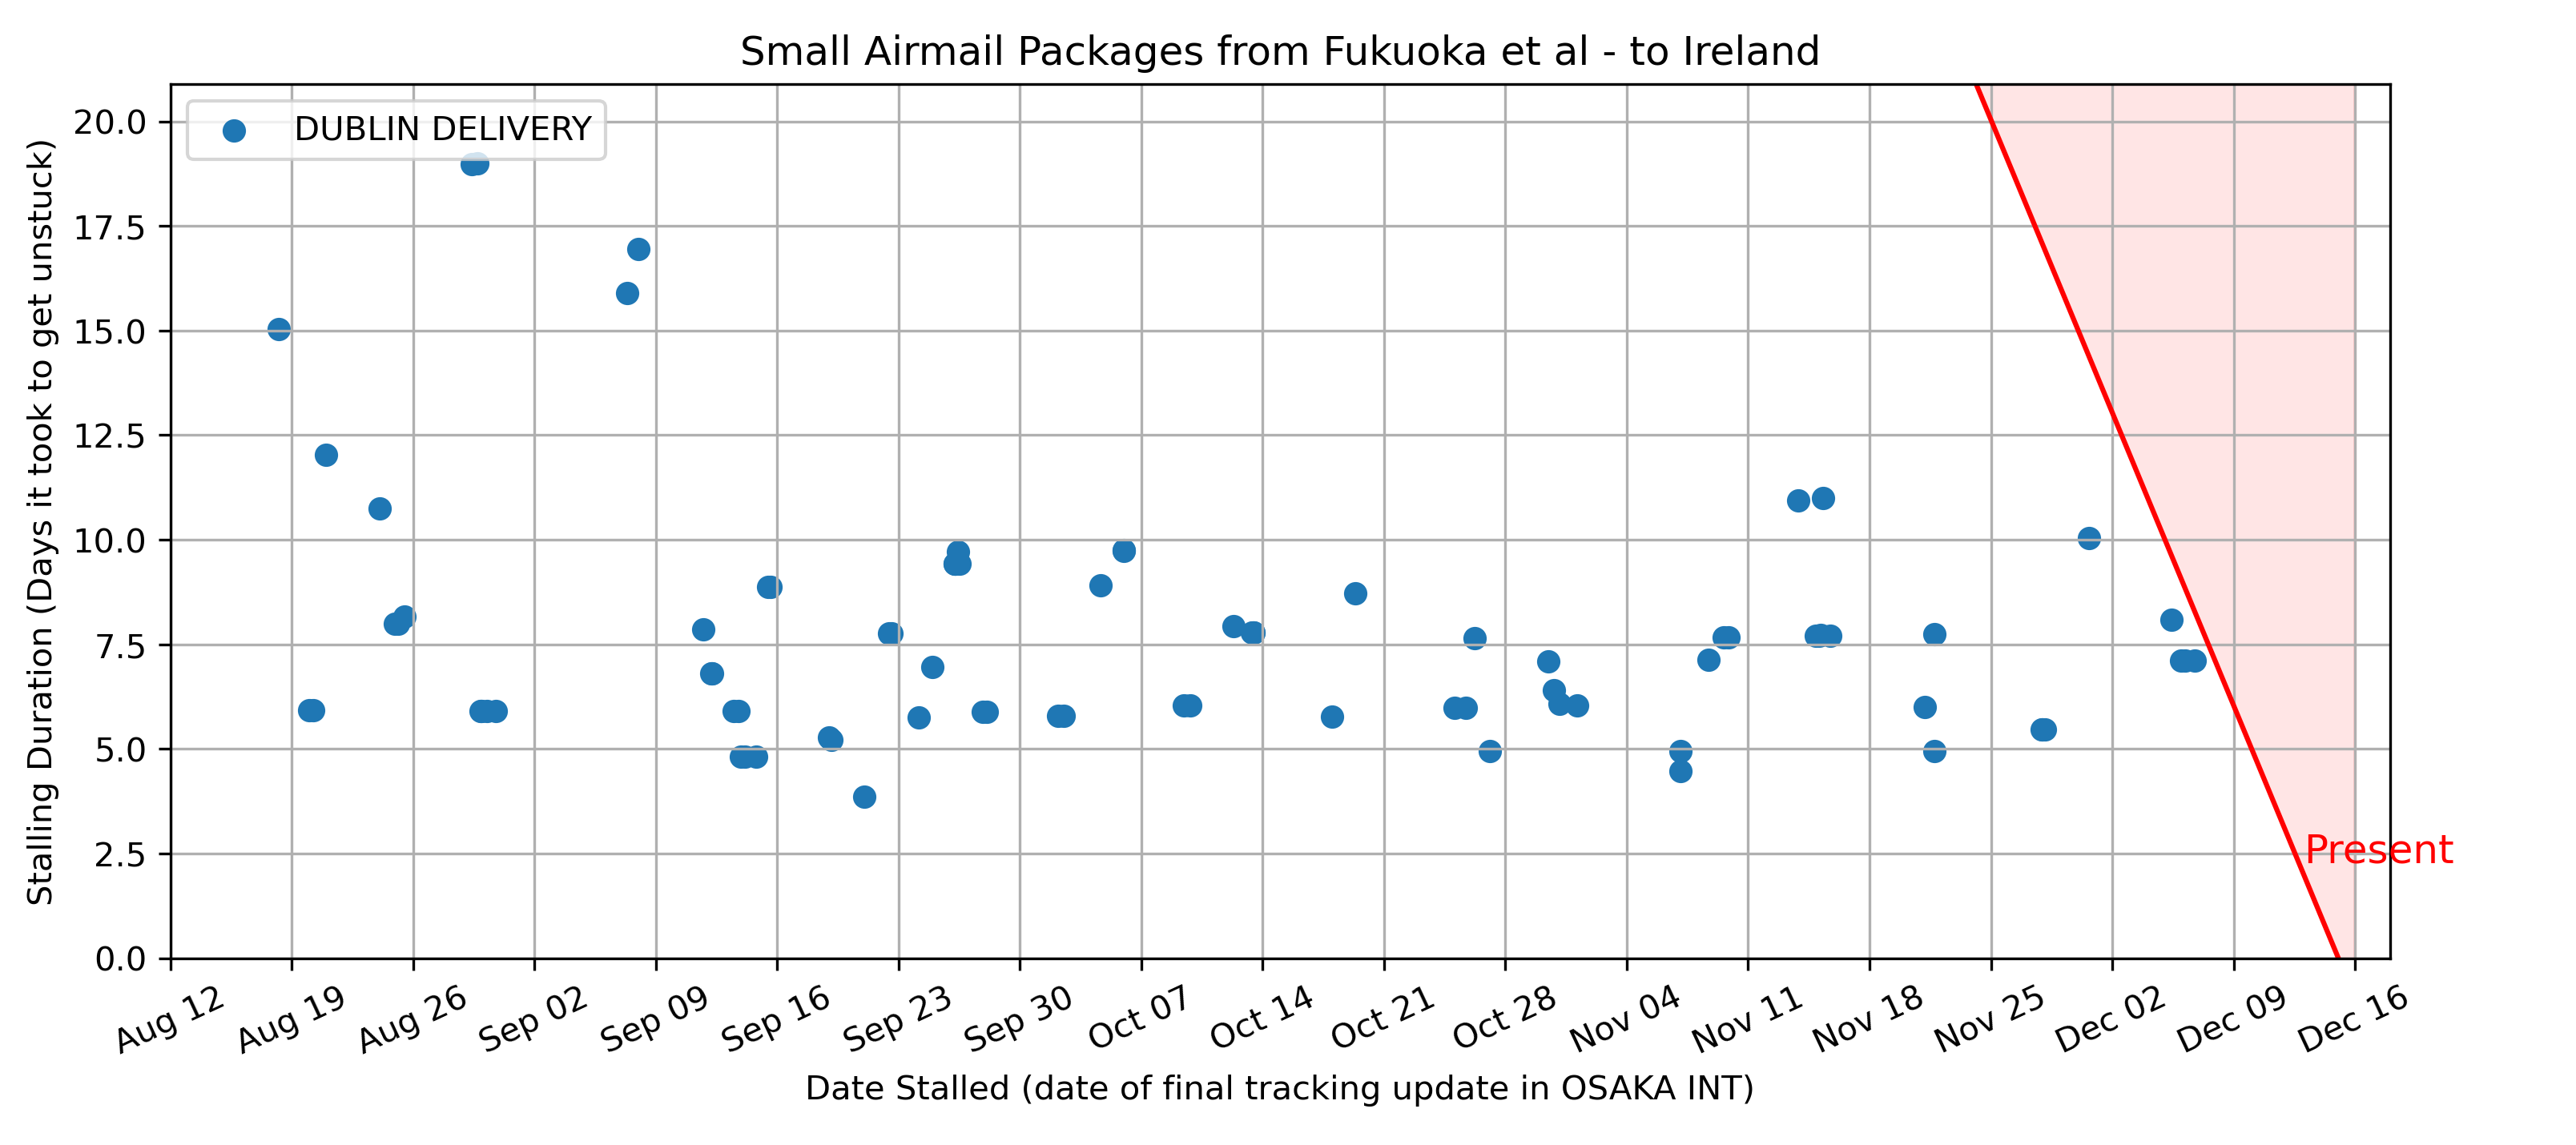 Small Airmail Packages from Fukuoka et al - to Ireland
DUBLIN DELIVERY
Stalling Duration (Days it took to get unstuck)
20.0
17.5
15.0
12.5
10.0
7.5
5.0
2.5
0.0
Present
Aug 12
Aug 19
Aug 26
Sep 02
Sep 09
Sep 16
Sep 23
Sep 30
Oct 07
Oct 14
Oct 21
Oct 28
Nov 04
Nov 11
Nov 18
Nov 25
Dec 02
Dec 09
Dec 16
Date Stalled (date of final tracking update in OSAKA INT)